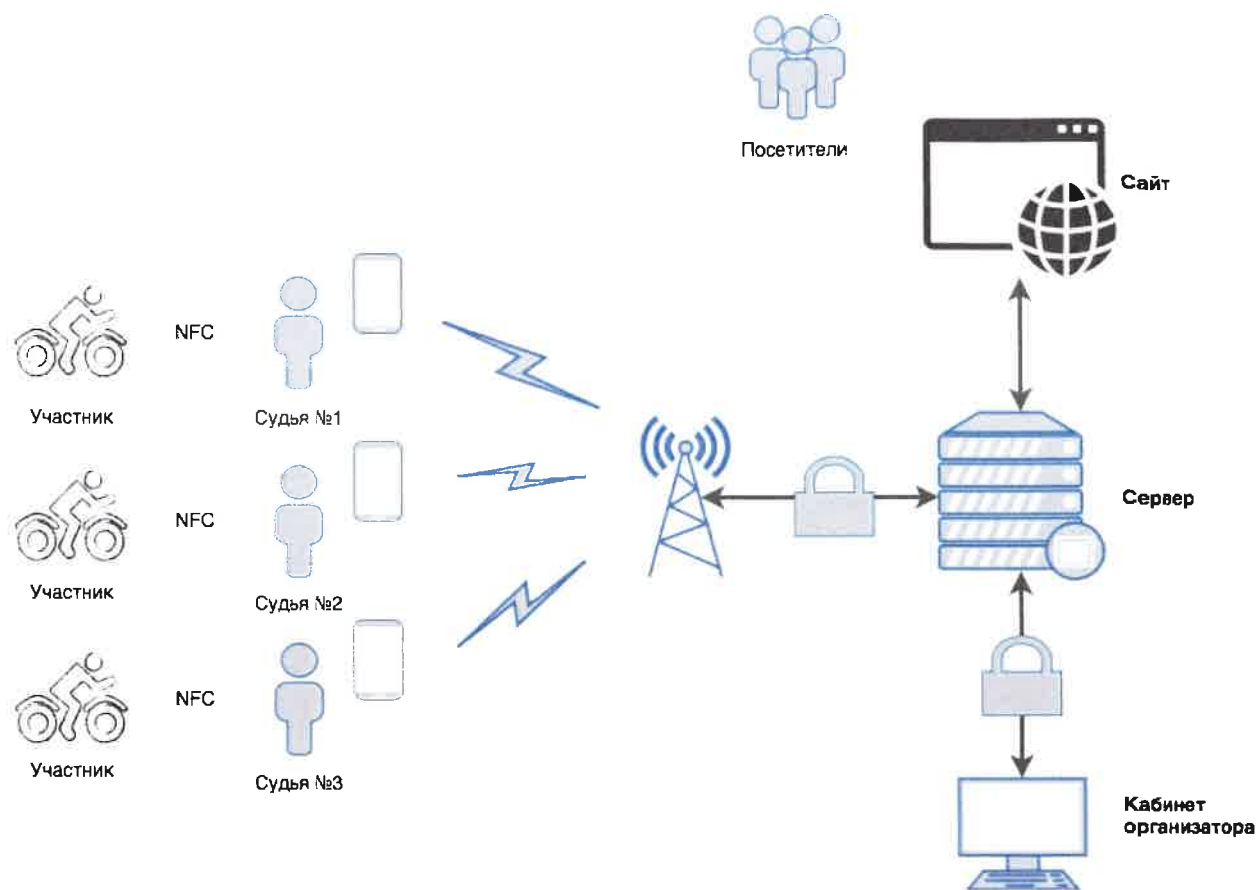 Посетители
Сайт
NFC
Участник
Судья №1
NFC
Сервер
Участник
Судья №2
NFC
Участник
Судья №3
Кабинет
организатора